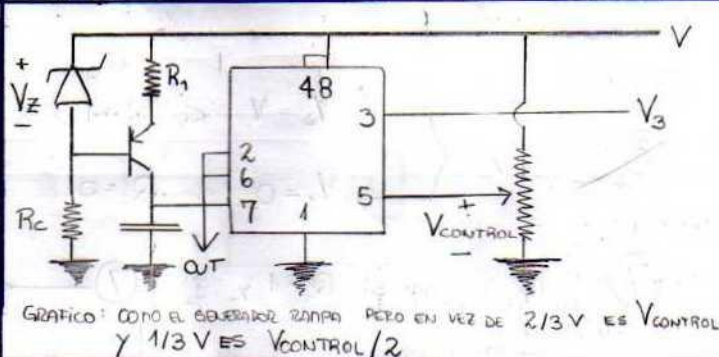 V
+
VZ
-
R1
48
3
V3
2
6
7
5
1
+
VCONTROL
-
RC
OUT
GRAFICO: COMO EL GENERADOR RAMPA PERO EN VEZ DE 2/3 V ES VCONTROL
Y 1/3 V ES VCONTROL/2